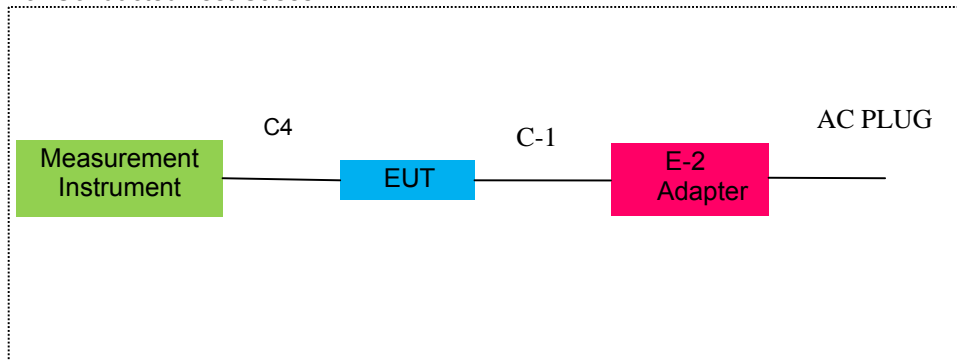 C4
C-1
AC PLUG
Measurement
Instrument
EUT
E-2
Adapter